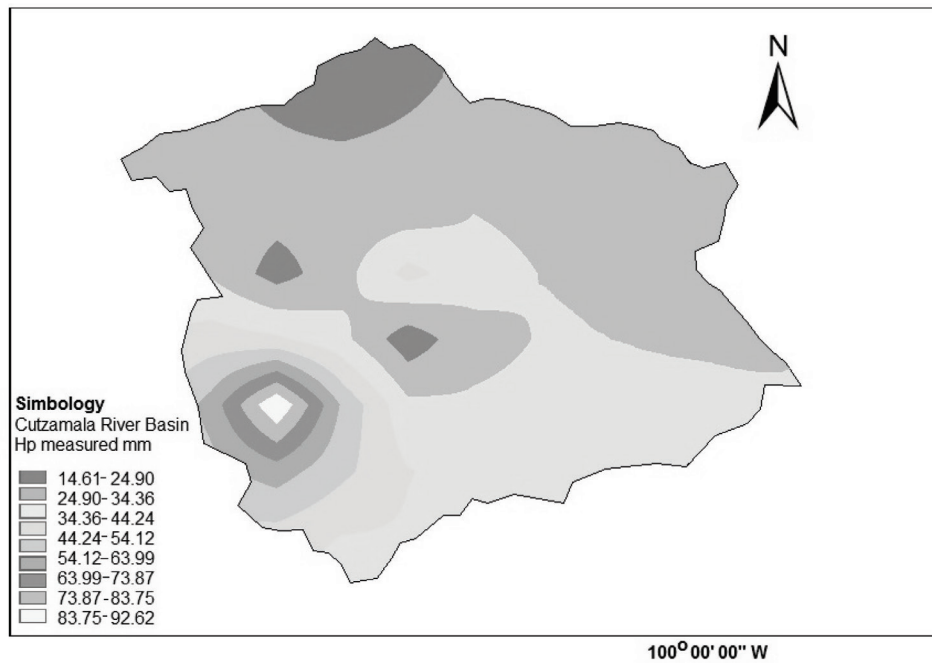 N
Simbology
Cutzamala River Basin
Hp measured mm
14.61-24.90
24.90-34.36
34.36-44.24
44.24-54.12
54.12-63.99
63.99-73.87
73.87-83.75
83.75-92.62
100° 00' 00" W